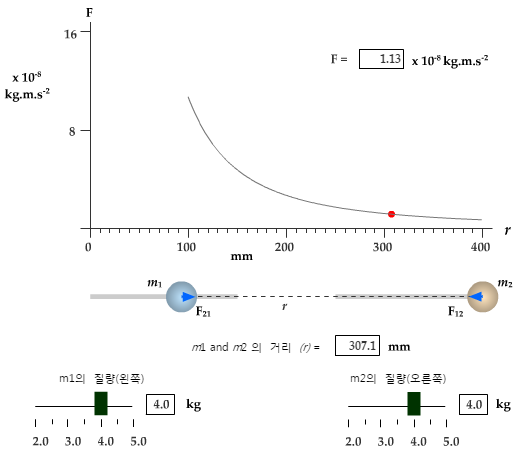 F
16
F = 1.13 x 10⁻⁸ kg.m.s⁻²
x 10⁻⁸
kg.m.s⁻²
8
r
0 100 200 300 400
mm
m₁ m₂
F₂₁ r F₁₂
m1 and m2 의 거리 (r) = 307.1 mm
m1의 질량(왼쪽) m2의 질량(오른쪽)
4.0 kg 4.0 kg
2.0 3.0 4.0 5.0 2.0 3.0 4.0 5.0